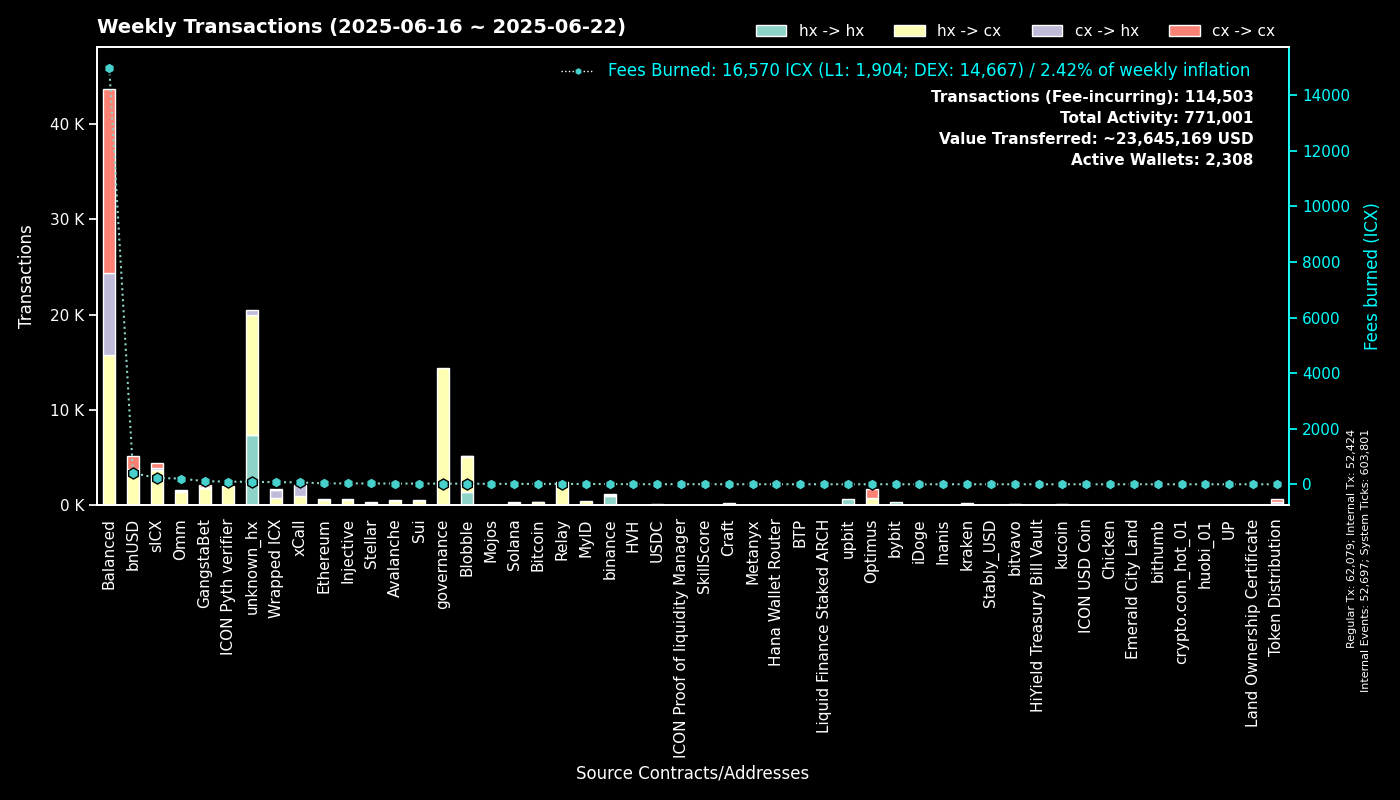 Weekly Transactions (2025-06-16 ~ 2025-06-22)
hx -> hx
hx -> cx
cx -> hx
cx -> cx
Fees Burned: 16,570 ICX (L1: 1,904; DEX: 14,667) / 2.42% of weekly inflation
Transactions (Fee-incurring): 114,503
Total Activity: 771,001
Value Transferred: ~23,645,169 USD
Active Wallets: 2,308
Transactions
40 K
30 K
20 K
10 K
0 K
14000
12000
10000
8000
6000
4000
2000
0
Fees burned (ICX)
Regular Tx: 62,079; Internal Tx: 52,424
Internal Events: 52,697; System Ticks: 603,801
Balanced
bnUSD
sICX
Omm
GangstaBet
ICON Pyth verifier
unknown_hx
Wrapped ICX
xCall
Ethereum
Injective
Stellar
Avalanche
Sui
governance
Blobble
Mojos
Solana
Bitcoin
Relay
MyID
binance
HVH
USDC
ICON Proof of liquidity Manager
SkillScore
Craft
Metanyx
Hana Wallet Router
BTP
Liquid Finance Staked ARCH
upbit
Optimus
bybit
iDoge
Inanis
kraken
Stably_USD
bitvavo
HiYield Treasury Bill Vault
kucoin
ICON USD Coin
Chicken
Emerald City Land
bithumb
crypto.com_hot_01
huobi_01
UP
Land Ownership Certificate
Token Distribution
Source Contracts/Addresses